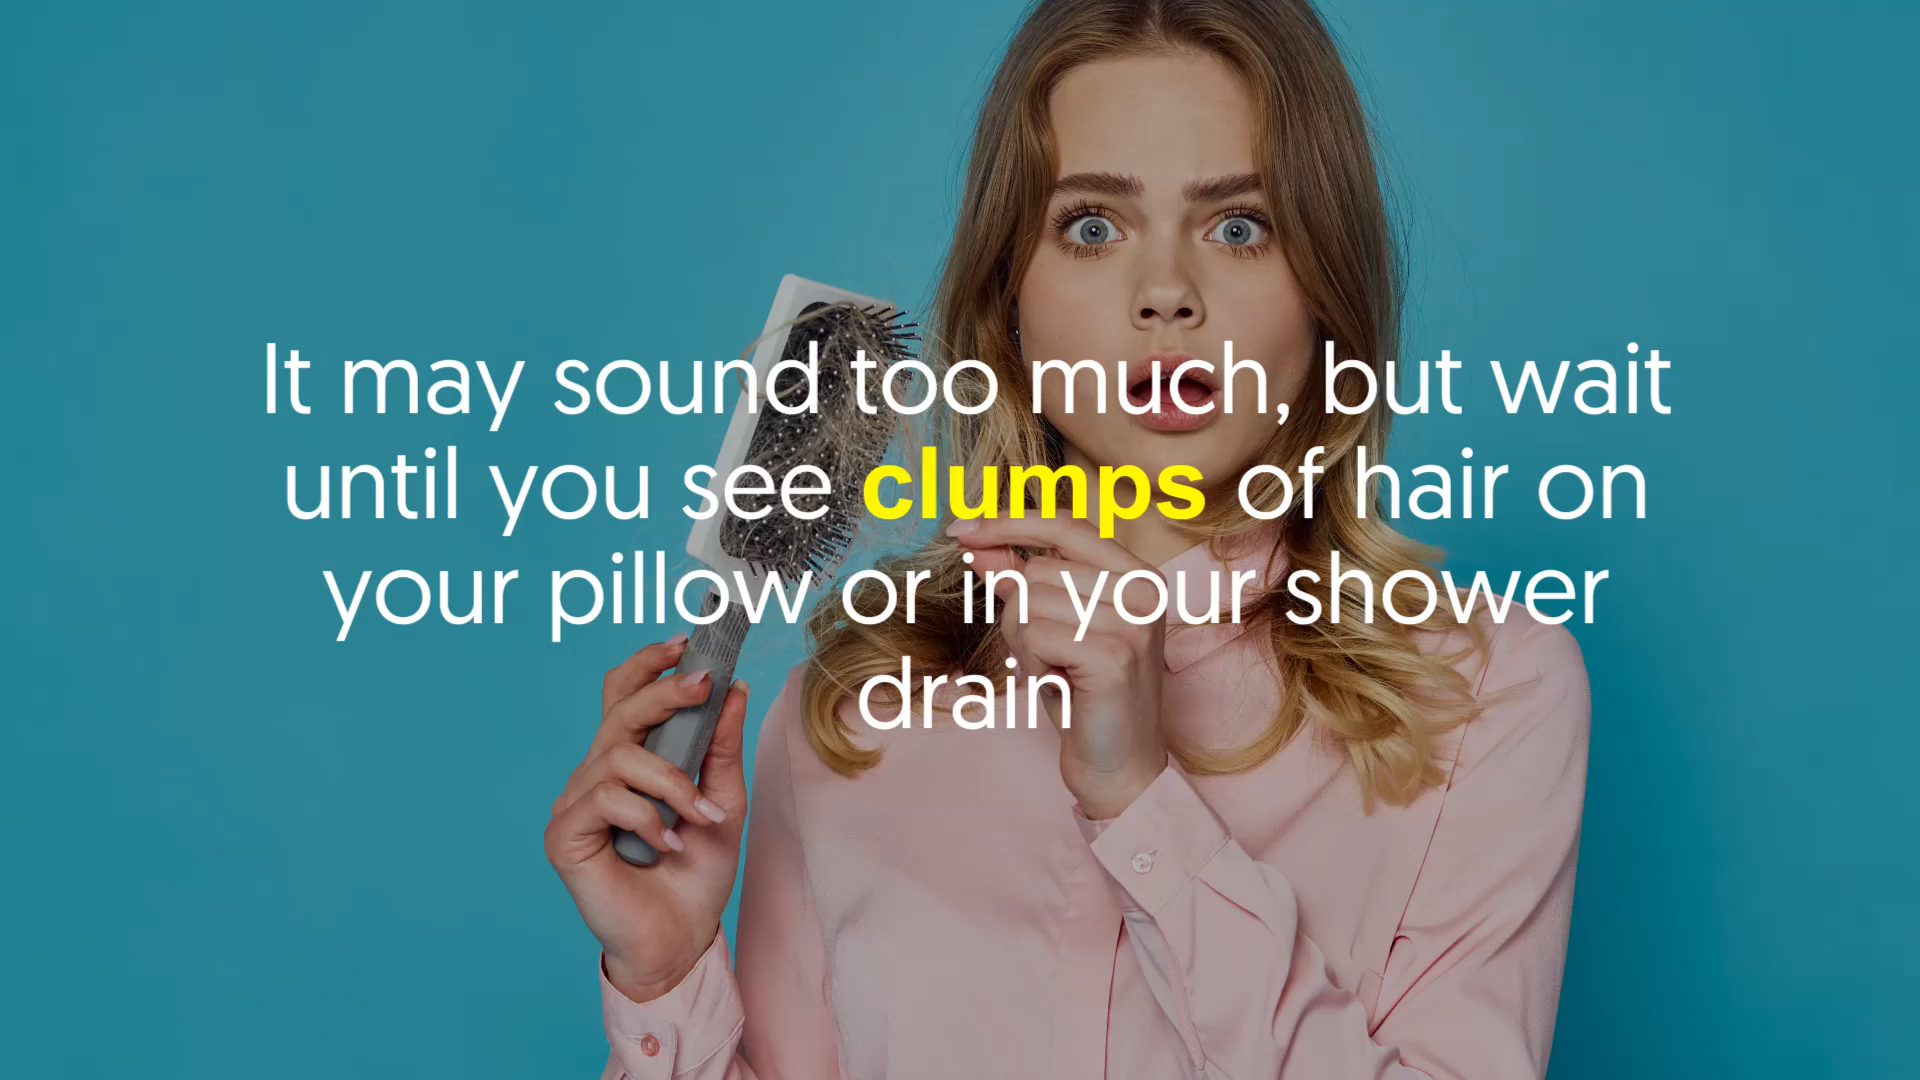 It may sound too much, but wait
until you see clumps of hair on
your pillow or in your shower
drain